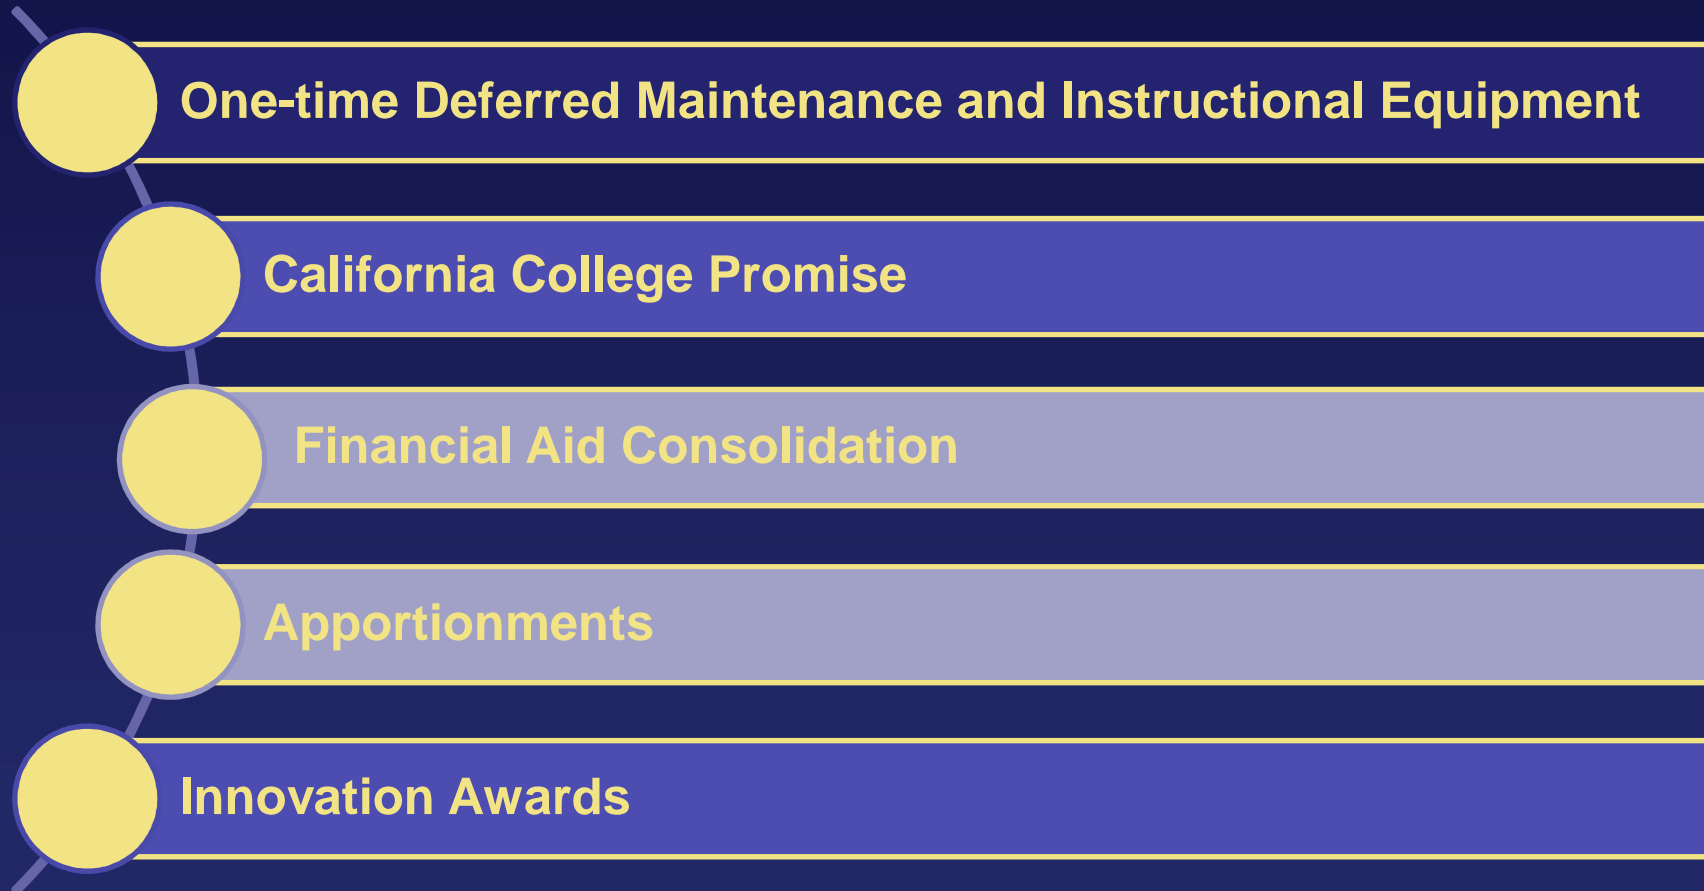 One-time Deferred Maintenance and Instructional Equipment
California College Promise
Financial Aid Consolidation
Apportionments
Innovation Awards